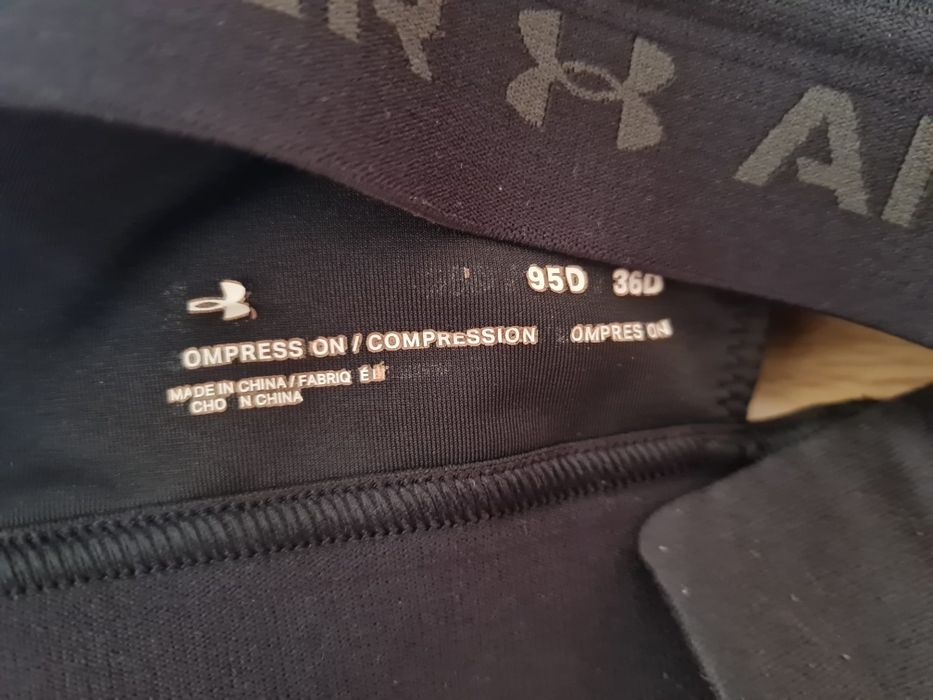 AR
95D 36D
OMPRESS ON / COMPRESSION OMPRES ON
MADE IN CHINA / FABRIQ É
CHO N CHINA